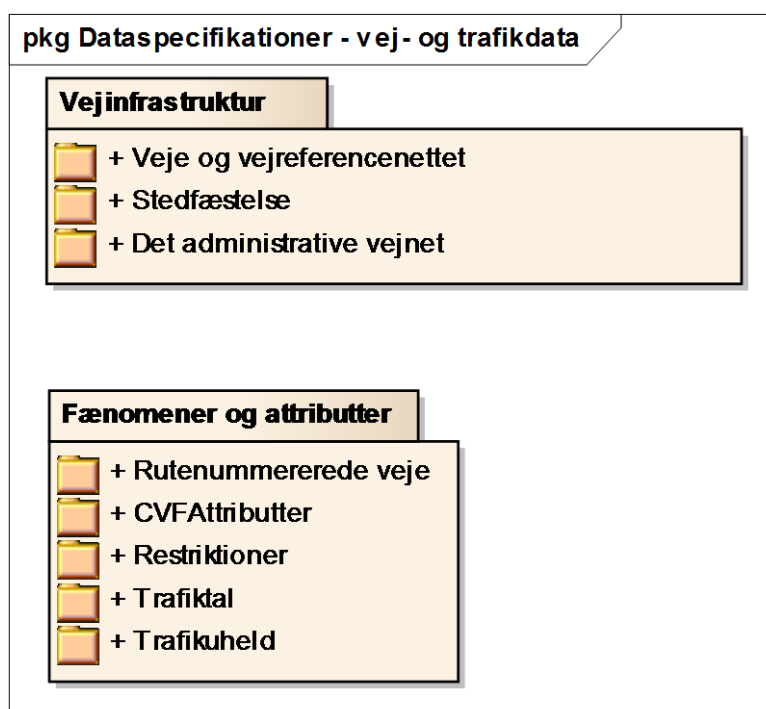 pkg Dataspecifikationer - vej- og trafikdata
Vejinfrastruktur
+ Veje og vejreferencenettet
+ Stedfæstelse
+ Det administrative vejnet
Fænomener og attributter
+ Rutenummererede veje
+ CVFAttributter
+ Restriktioner
+ Trafiktal
+ Trafikuheld